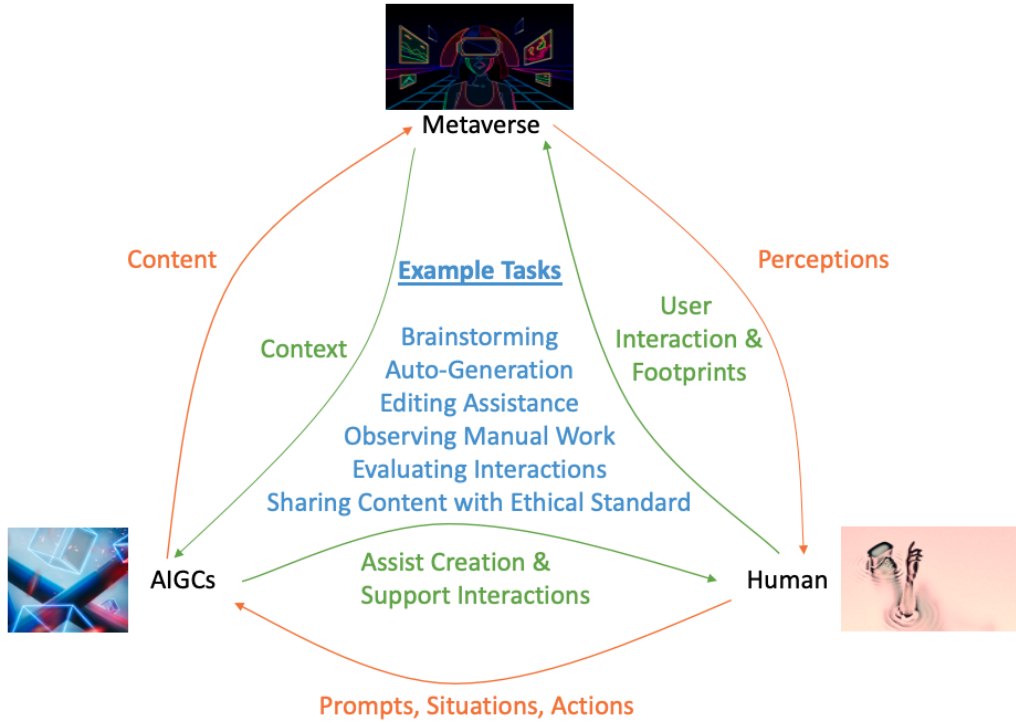 Metaverse
Content
Perceptions
Example Tasks
User
Interaction &
Footprints
Context
Brainstorming
Auto-Generation
Editing Assistance
Observing Manual Work
Evaluating Interactions
Sharing Content with Ethical Standard
AIGCs
Assist Creation &
Support Interactions
Human
Prompts, Situations, Actions